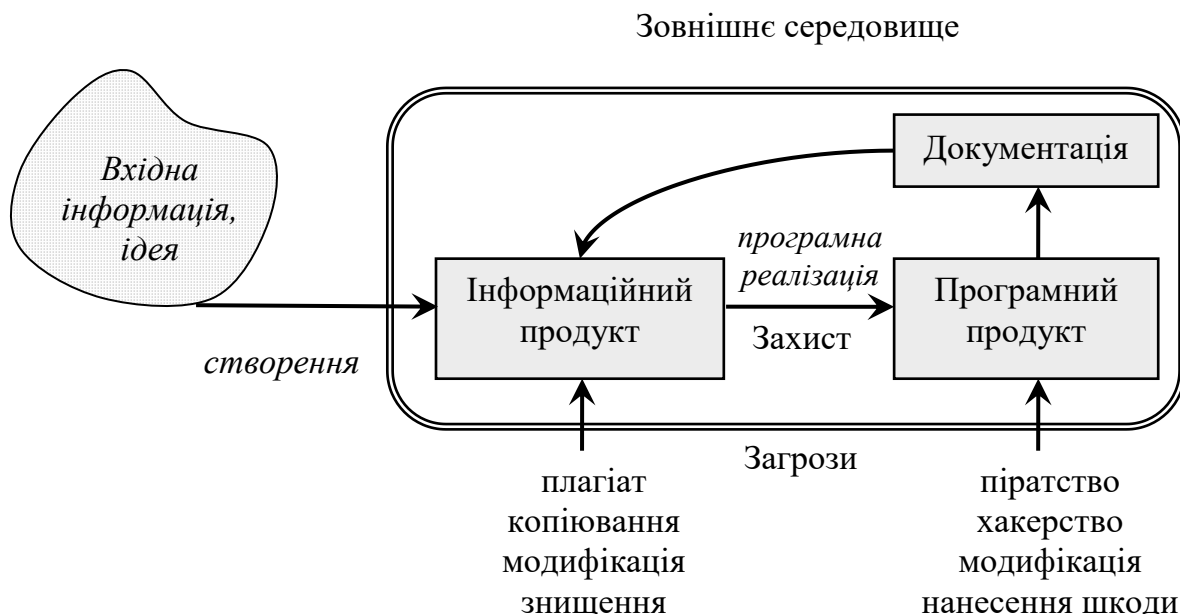 Зовнішнє середовище
Вхідна
інформація,
ідея
Документація
програмна
реалізація
Інформаційний
продукт
Програмний
продукт
Захист
створення
Загрози
плагіат
копіювання
модифікація
знищення
піратство
хакерство
модифікація
нанесення шкоди